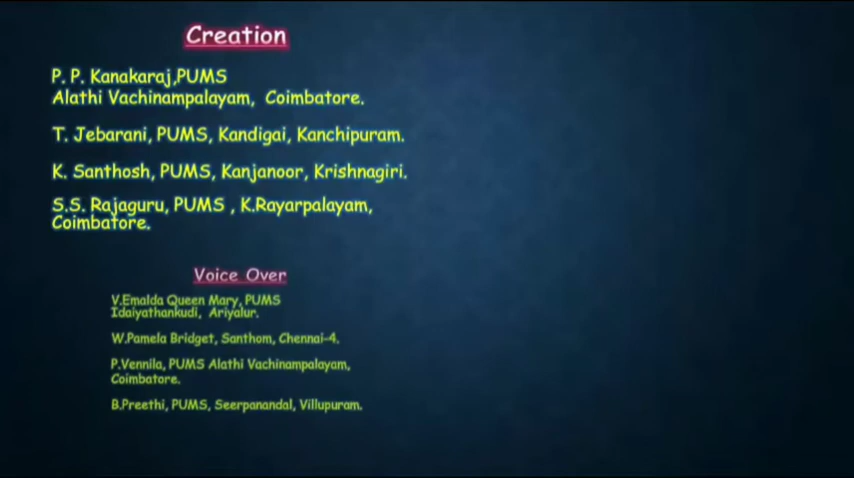 Creation
P. P. Kanakaraj,PUMS
Alathi Vachinampalayam, Coimbatore.
T. Jebarani, PUMS, Kandigai, Kanchipuram.
K. Santhosh, PUMS, Kanjanoor, Krishnagiri.
S.S. Rajaguru, PUMS , K.Rayarpalayam,
Coimbatore.
Voice Over
V.Emalda Queen Mary, PUMS
Idaiyathankudi, Ariyalur.
W.Pamela Bridget, Santhom, Chennai-4.
P.Vennila, PUMS Alathi Vachinampalayam,
Coimbatore.
B.Preethi, PUMS, Seerpanandal, Villupuram.